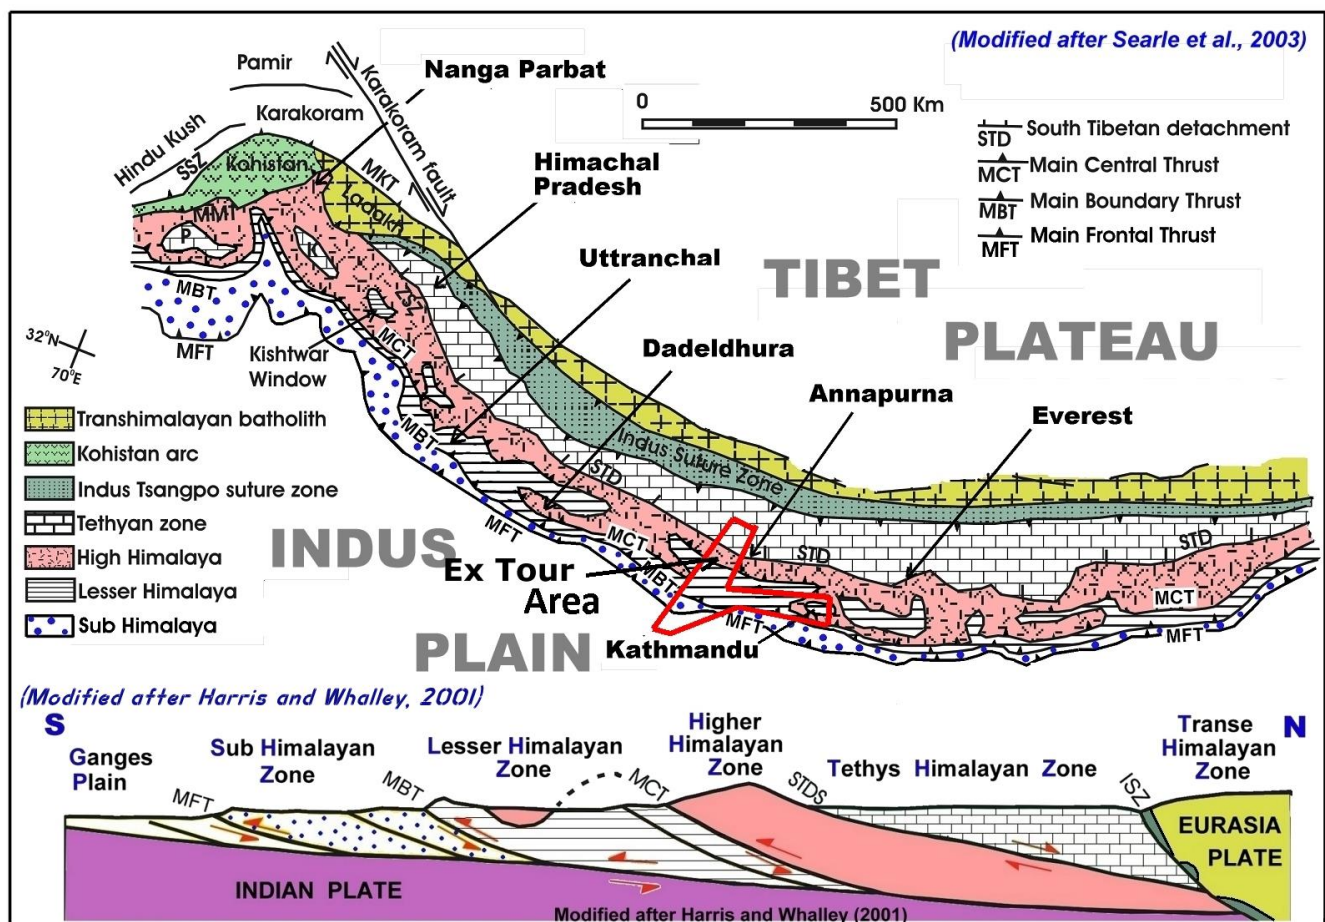 (Modified after Searle et al., 2003)
Pamir
Nanga Parbat
Karakoram
Karakoram fault
Hindu Kush
SSZ
Kohistan
MKT
Ladakh
MMT
P
K
0
500 Km
STD
South Tibetan detachment
MCT
Main Central Thrust
MBT
Main Boundary Thrust
MFT
Main Frontal Thrust
Himachal
Pradesh
Uttranchal
TIBET
PLATEAU
MBT
MFT
ZSZ
MCT
Kishtwar
Window
32°N
70°E
Dadeldhura
Annapurna
Everest
Transhimalayan batholith
Kohistan arc
Indus Tsangpo suture zone
Tethyan zone
High Himalaya
Lesser Himalaya
Sub Himalaya
MBT
STD
Indus Suture Zone
INDUS
PLAIN
MFT
MCT
MBT
Ex Tour
Area
STD
STD
MCT
MFT
MFT
Kathmandu
(Modified after Harris and Whalley, 2001)
S
N
Ganges
Plain
Sub Himalayan
Zone
Lesser Himalayan
Zone
Higher
Himalayan
Zone
Tethys Himalayan Zone
Transe
Himalayan
Zone
MFT
MBT
MCT
STDS
ISZ
EURASIA
PLATE
INDIAN PLATE
Modified after Harris and Whalley (2001)